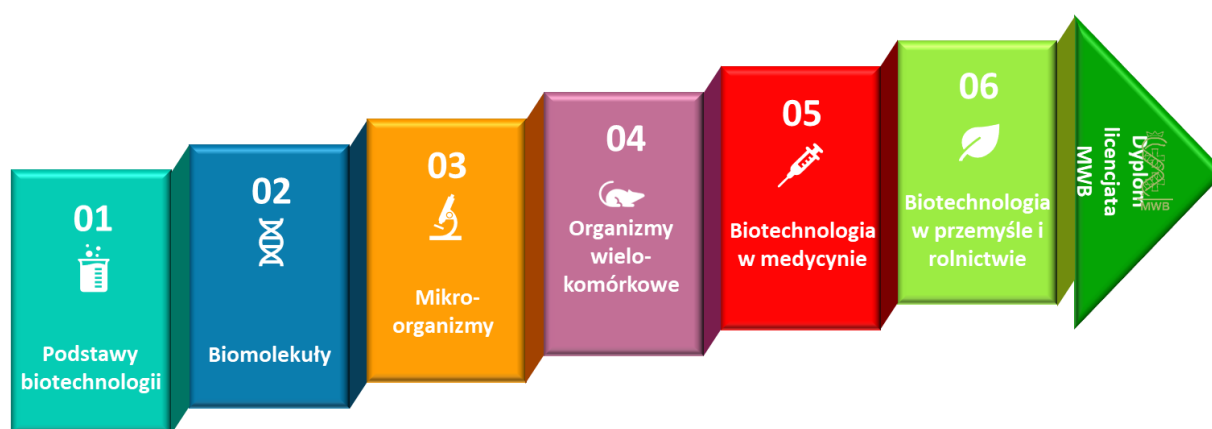 01
Podstawy
biotechnologii
02
Biomolekuły
03
Mikro-
organizmy
04
Organizmy
wielo-
komórkowe
05
Biotechnologia
w medycynie
06
Biotechnologia
w przemyśle i
rolnictwie
Dyplom
licencjata
MWB
MWB